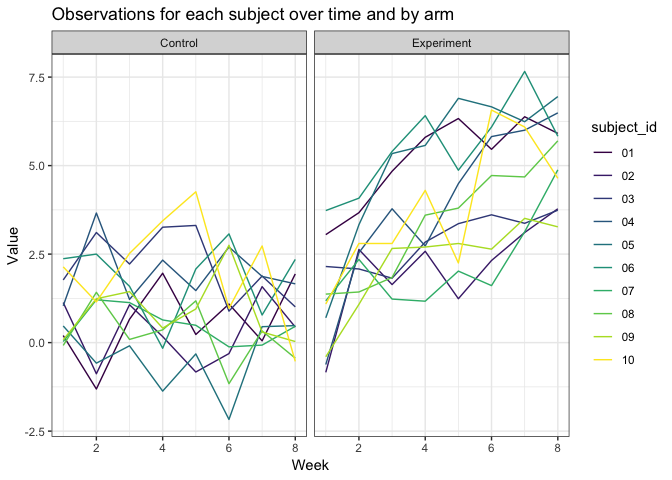 Observations for each subject over time and by arm
Control
Experiment
7.5
5.0
2.5
0.0
-2.5
Value
2 4 6 8
2 4 6 8
Week
subject_id
01
02
03
04
05
06
07
08
09
10